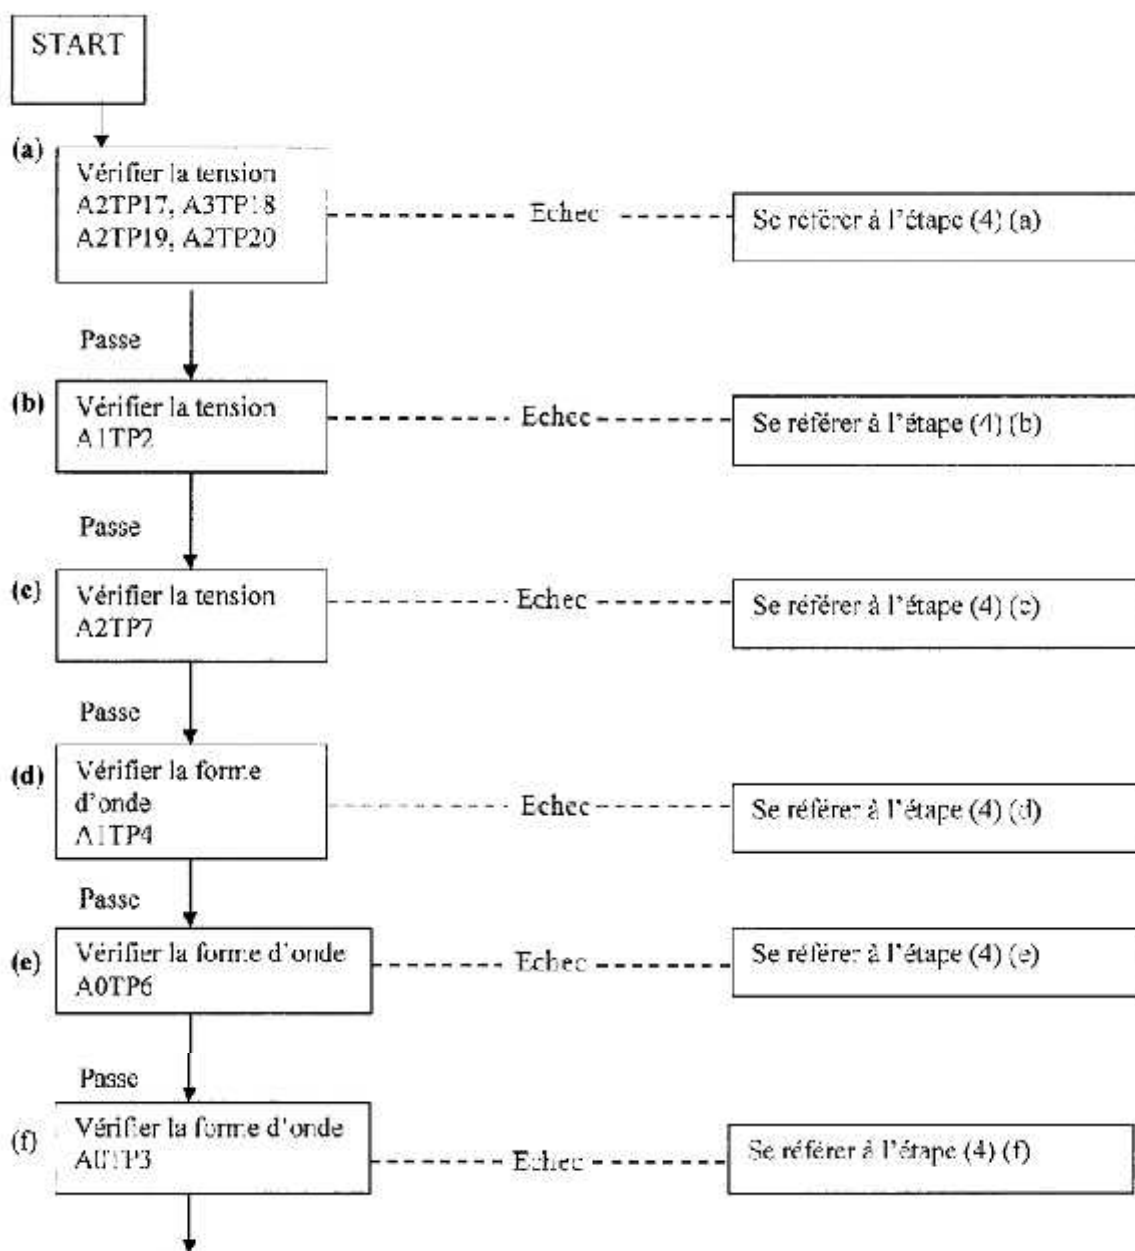 START
(a)
Vérifier la tension
A2TP17, A3TP18
A2TP19, A2TP20
Echec
Se référer à l'étape (4) (a)
Passe
(b)
Vérifier la tension
A1TP2
Echec
Se référer à l'étape (4) (b)
Passe
(c)
Vérifier la tension
A2TP7
Echec
Se référer à l'étape (4) (c)
Passe
(d)
Vérifier la forme
d'onde
A1TP4
Echec
Se référer à l'étape (4) (d)
Passe
(e)
Vérifier la forme d'onde
A0TP6
Echec
Se référer à l'étape (4) (e)
Passe
(f)
Vérifier la forme d'onde
A0TP3
Echec
Se référer à l'étape (4) (f)